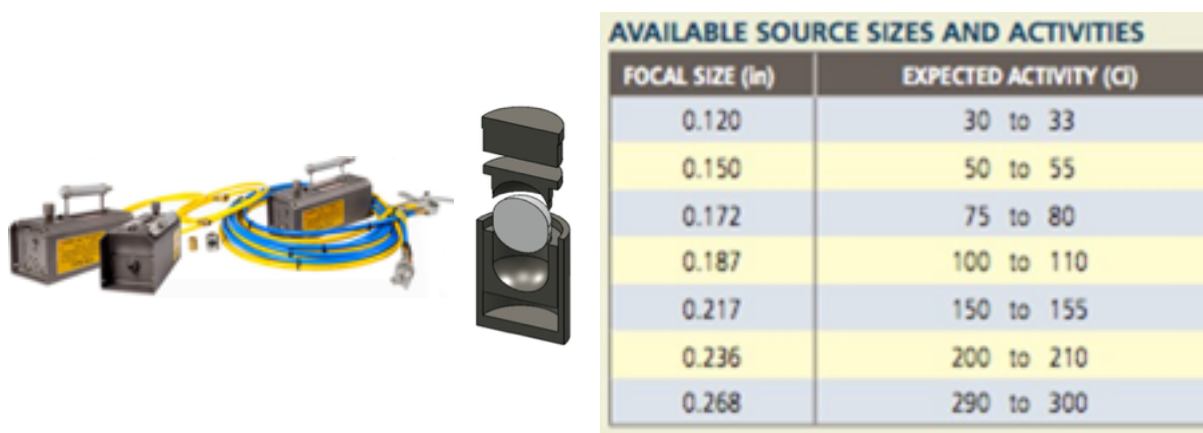 AVAILABLE SOURCE SIZES AND ACTIVITIES
FOCAL SIZE (in) EXPECTED ACTIVITY (Ci)
0.120 30 to 33
0.150 50 to 55
0.172 75 to 80
0.187 100 to 110
0.217 150 to 155
0.236 200 to 210
0.268 290 to 300